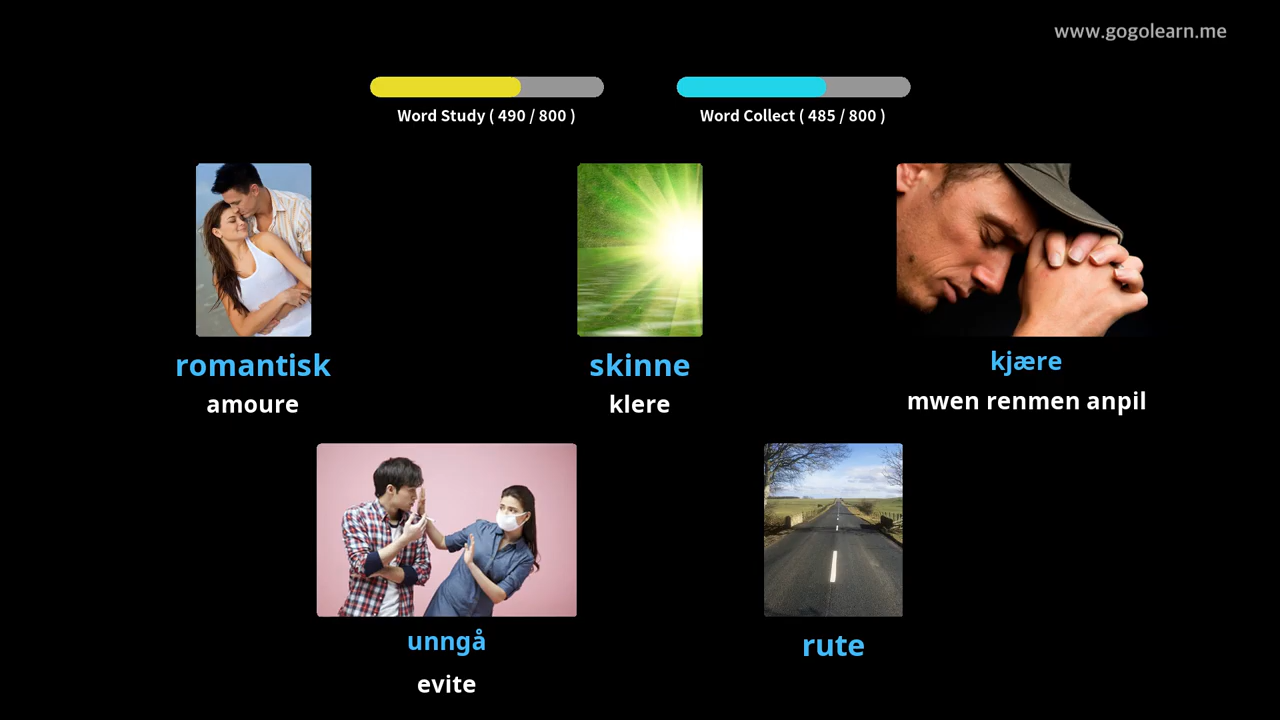 www.gogolearn.me
Word Study ( 490 / 800 )
Word Collect ( 485 / 800 )
romantisk
amoure
skinne
klere
kjære
mwen renmen anpil
unngå
evite
rute